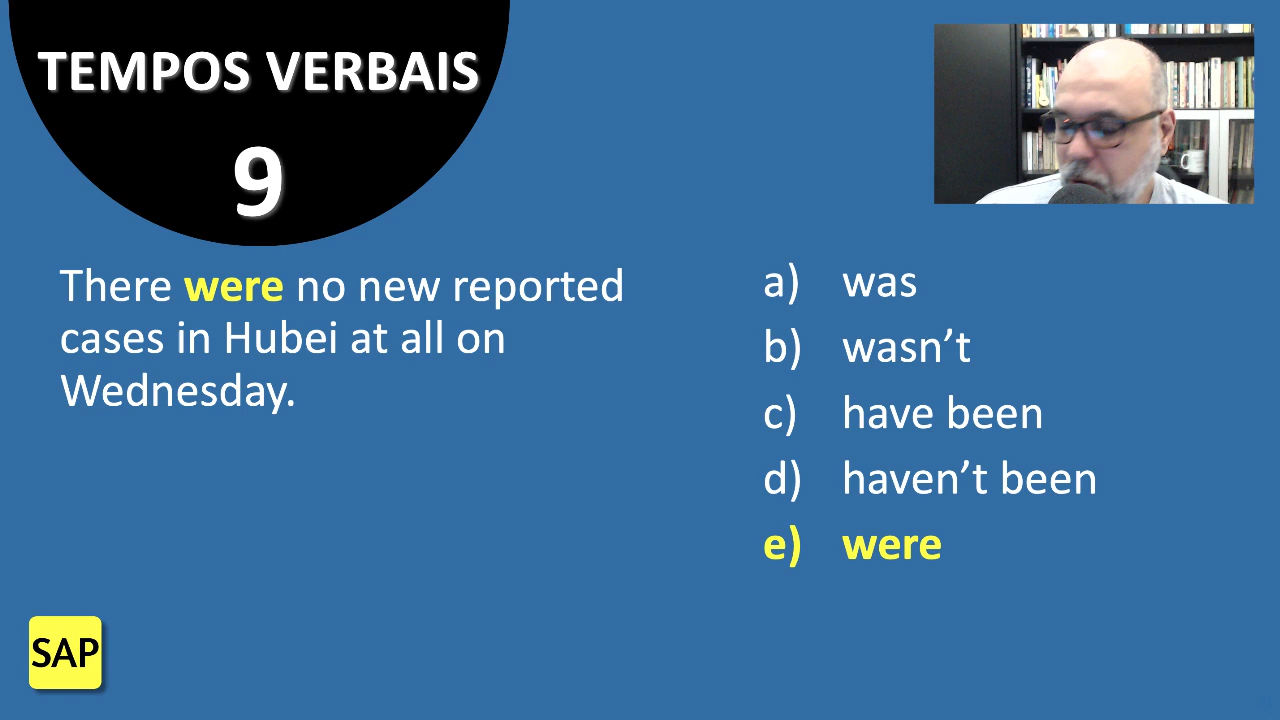 TEMPOS VERBAIS
9
There were no new reported
cases in Hubei at all on
Wednesday.
a) was
b) wasn’t
c) have been
d) haven’t been
e) were
SAP